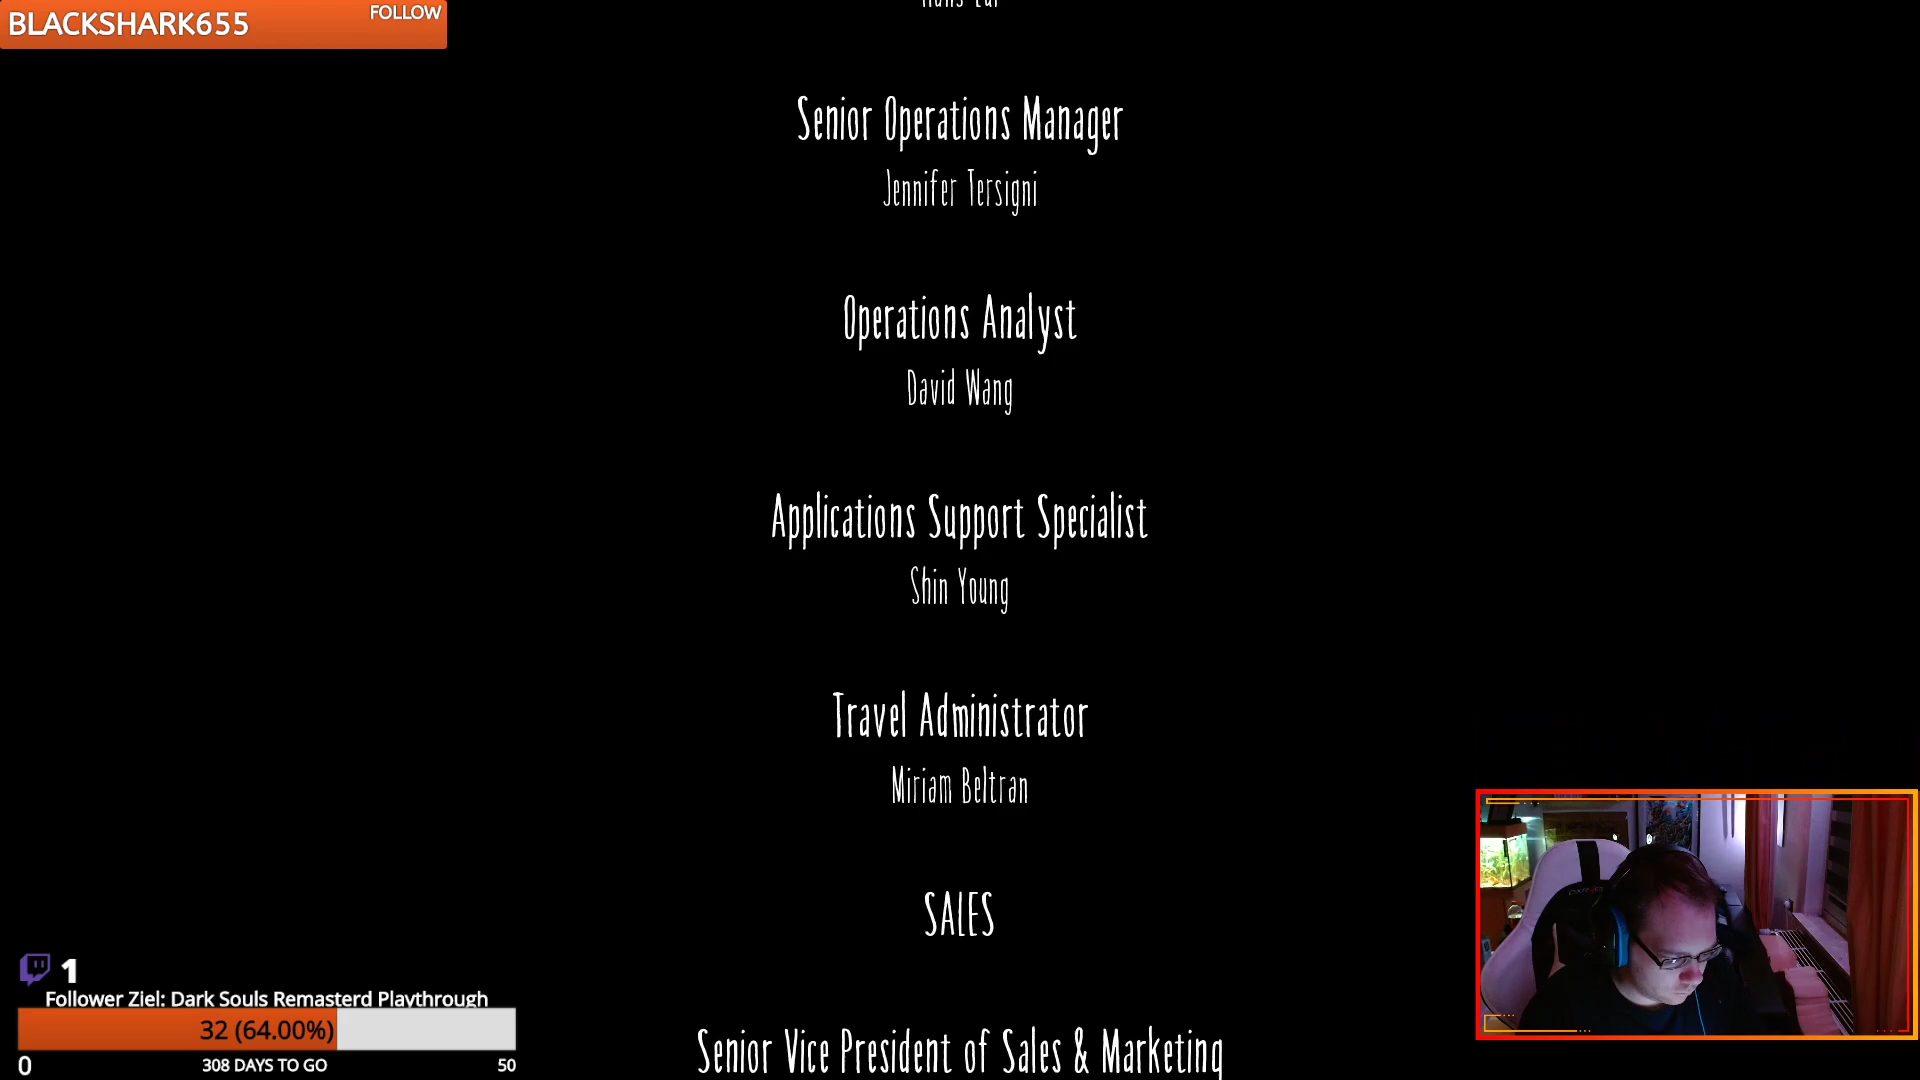 BLACKSHARK655
FOLLOW
Senior Operations Manager
Jennifer Tersigni
Operations Analyst
David Wang
Applications Support Specialist
Shin Young
Travel Administrator
Miriam Beltran
SALES
Senior Vice President of Sales & Marketing
1
Follower Ziel: Dark Souls Remasterd Playthrough
32 (64.00%)
0
308 DAYS TO GO
50